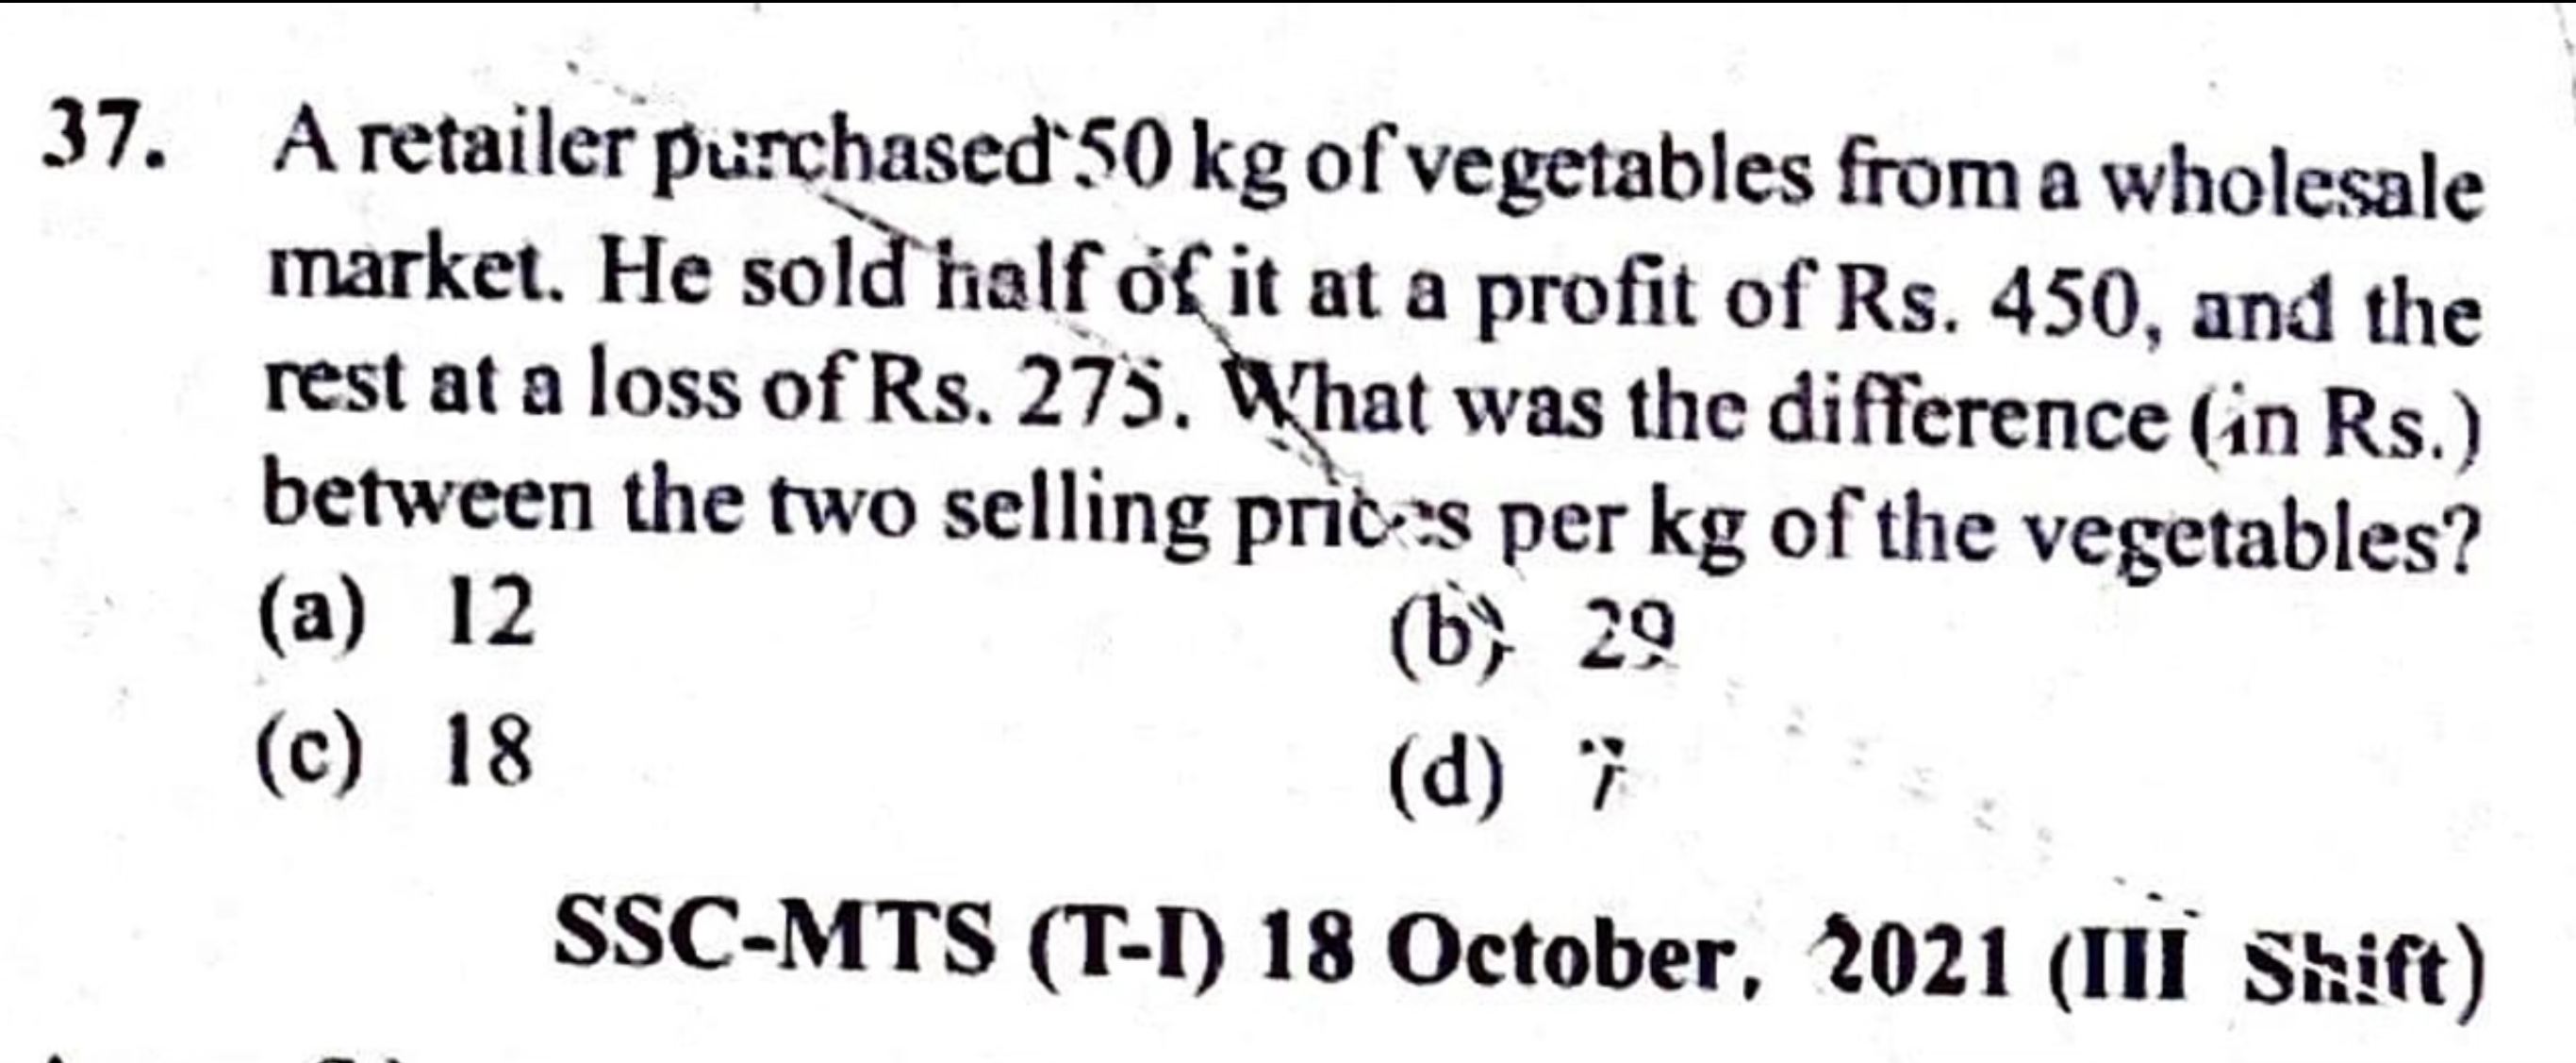 37. A retailer purchased 50 kg of vegetables from a wholesale
market. He sold half of it at a profit of Rs. 450, and the
rest at a loss of Rs. 275. What was the difference (in Rs.)
between the two selling prices per kg of the vegetables?
(a) 12 (b) 29
(c) 18 (d) 7
SSC-MTS (T-I) 18 October, 2021 (III Shift)